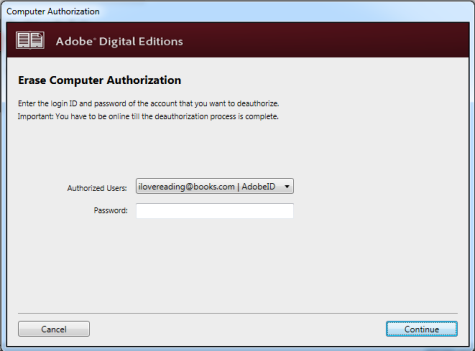 Computer Authorization
Adobe® Digital Editions
Erase Computer Authorization
Enter the login ID and password of the account that you want to deauthorize.
Important: You have to be online till the deauthorization process is complete.
Authorized Users: ilovereading@books.com | AdobeID
Password:
Cancel Continue